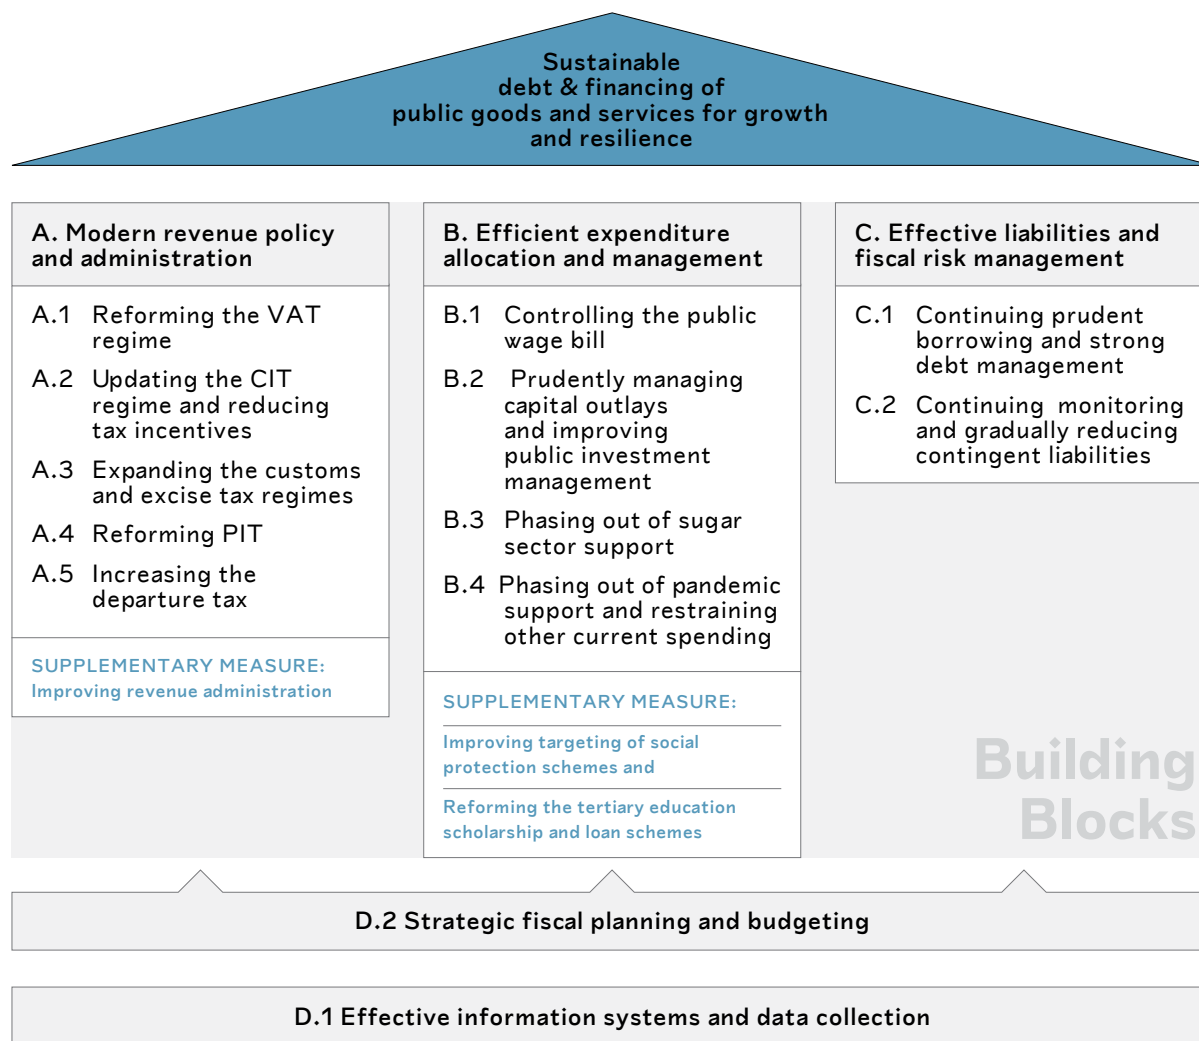 Sustainable
debt & financing of
public goods and services for growth
and resilience
A. Modern revenue policy
and administration
A.1 Reforming the VAT
regime
A.2 Updating the CIT
regime and reducing
tax incentives
A.3 Expanding the customs
and excise tax regimes
A.4 Reforming PIT
A.5 Increasing the
departure tax
SUPPLEMENTARY MEASURE:
Improving revenue administration
B. Efficient expenditure
allocation and management
B.1 Controlling the public
wage bill
B.2 Prudently managing
capital outlays
and improving
public investment
management
B.3 Phasing out of sugar
sector support
B.4 Phasing out of pandemic
support and restraining
other current spending
SUPPLEMENTARY MEASURE:
Improving targeting of social
protection schemes and
Reforming the tertiary education
scholarship and loan schemes
C. Effective liabilities and
fiscal risk management
C.1 Continuing prudent
borrowing and strong
debt management
C.2 Continuing monitoring
and gradually reducing
contingent liabilities
Building
Blocks
D.2 Strategic fiscal planning and budgeting
D.1 Effective information systems and data collection